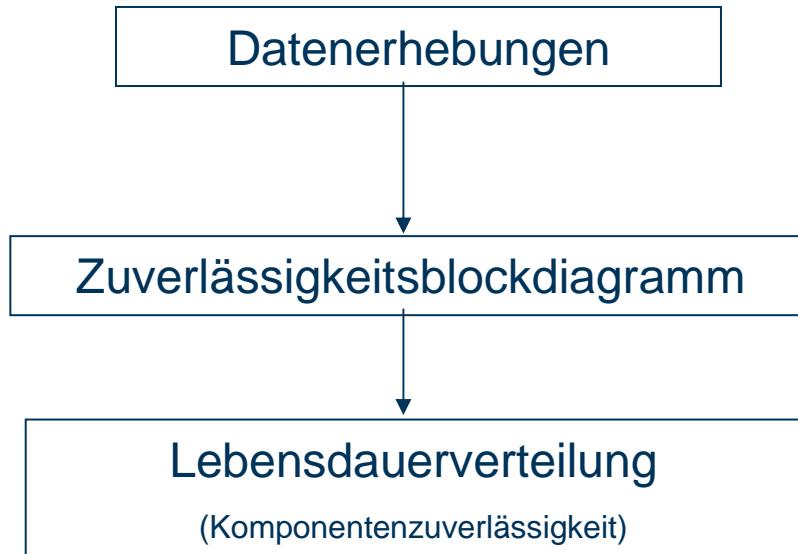 Datenerhebungen
Zuverlässigkeitsblockdiagramm
Lebensdauerverteilung
(Komponentenzuverlässigkeit)